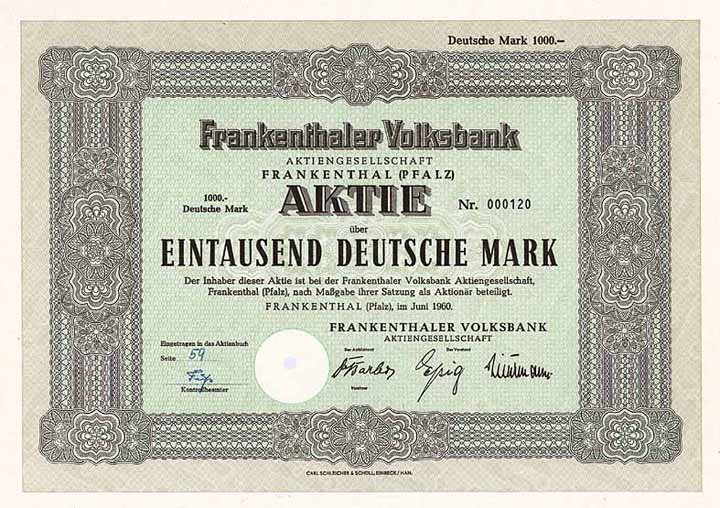 Deutsche Mark 1000.—
Frankenthaler Volksbank
AKTIENGESELLSCHAFT
FRANKENTHAL (PFALZ)
1000.-
Deutsche Mark
AKTIE
Nr. 000120
über
EINTAUSEND DEUTSCHE MARK
Der Inhaber dieser Aktie ist bei der Frankenthaler Volksbank Aktiengesellschaft,
Frankenthal (Pfalz), nach Maßgabe ihrer Satzung als Aktionär beteiligt.
FRANKENTHAL (Pfalz), im Juni 1960.
FRANKENTHALER VOLKSBANK
AKTIENGESELLSCHAFT
Eingetragen in das Aktienbuch
Seite 59
Kontrollbeamter
Der Aufsichtsrat
Der Vorstand
Vorsitzer
CARL SCHLEICHER & SCHÜLL, EINBECK/HAN.